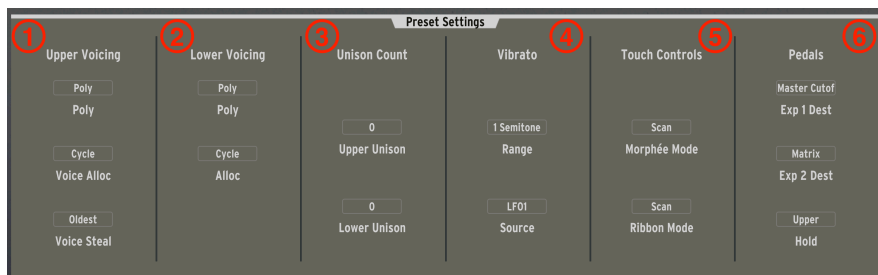 Preset Settings
1 2 3 4 5 6
Upper Voicing Lower Voicing Unison Count Vibrato Touch Controls Pedals
Poly Poly Master Cutof
Poly Poly Exp 1 Dest
0 1 Semitone Scan
Upper Unison Range Morphée Mode
Cycle Cycle Matrix
Voice Alloc Alloc Exp 2 Dest
0 LFO1 Scan
Oldest Upper
Lower Unison Source Ribbon Mode
Voice Steal Hold